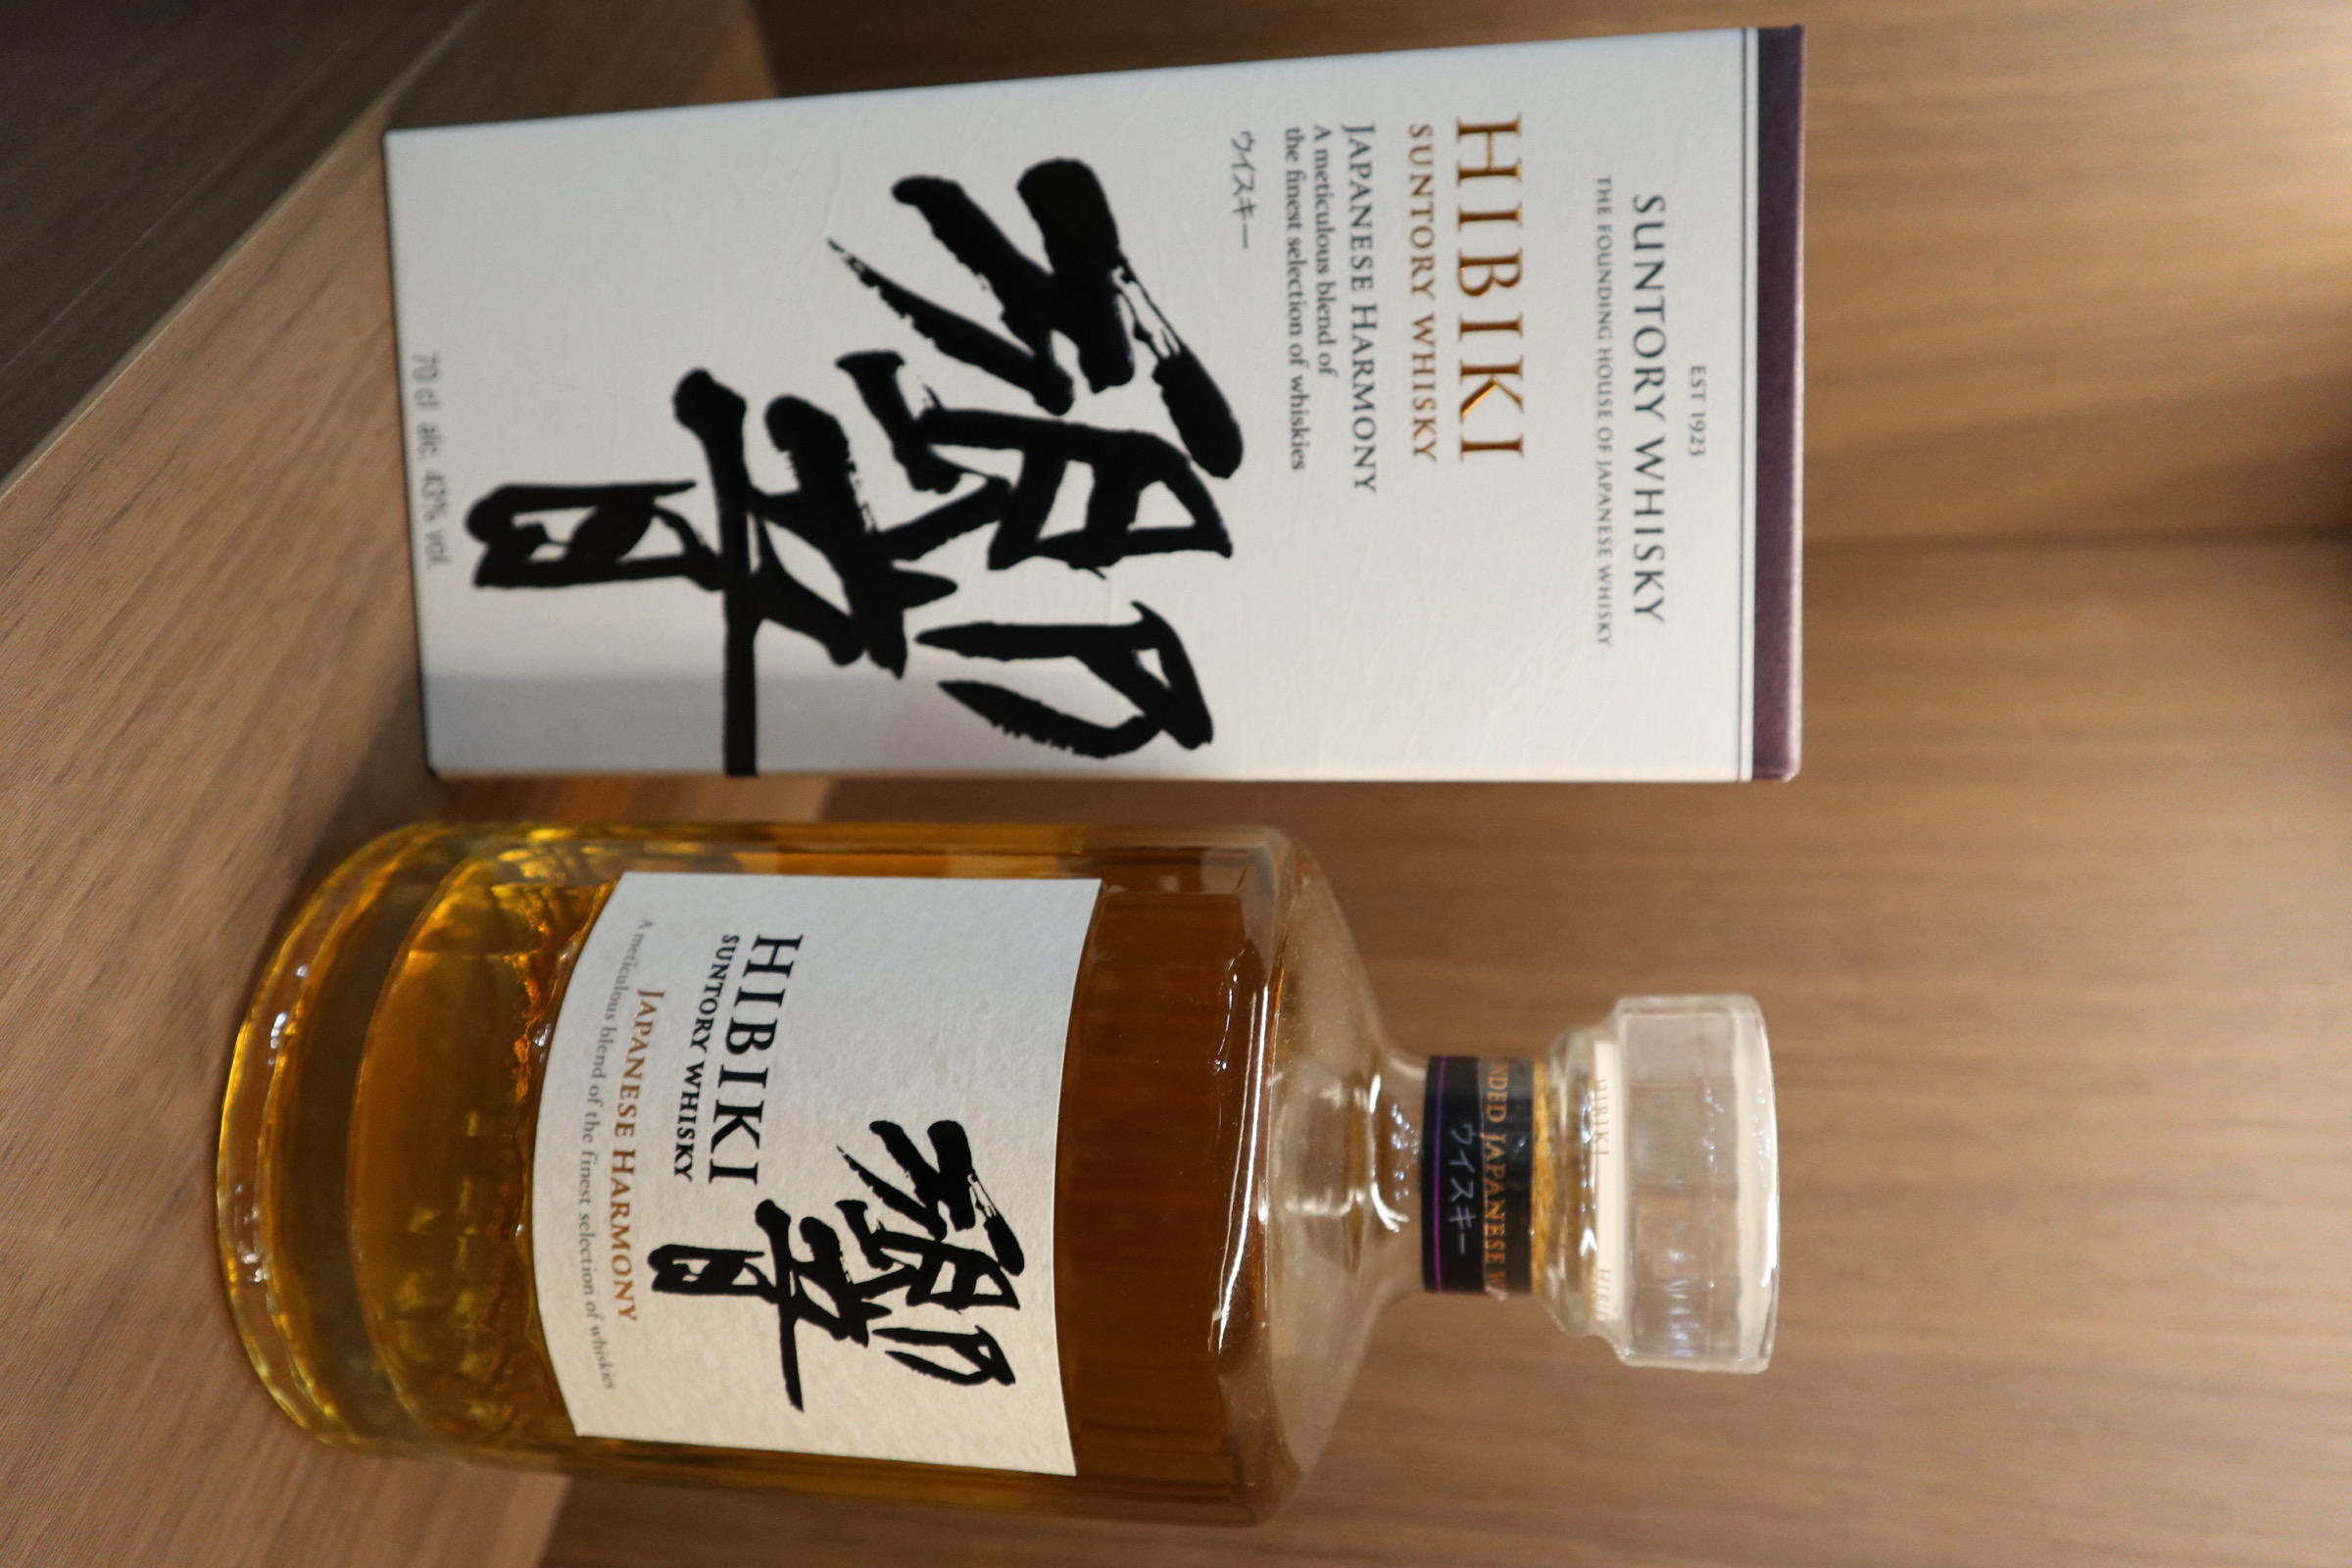 EST 1923
SUNTORY WHISKY
THE FOUNDING HOUSE OF JAPANESE WHISKY
HIBIKI
SUNTORY WHISKY
JAPANESE HARMONY
A meticulous blend of
the finest selection of whiskies
ウイスキー
響
70 cl alc. 43% vol.
HIBIKI
NDED JAPANESE W
ウイスキー
響
HIBIKI
SUNTORY WHISKY
JAPANESE HARMONY
A meticulous blend of the finest selection of whiskies